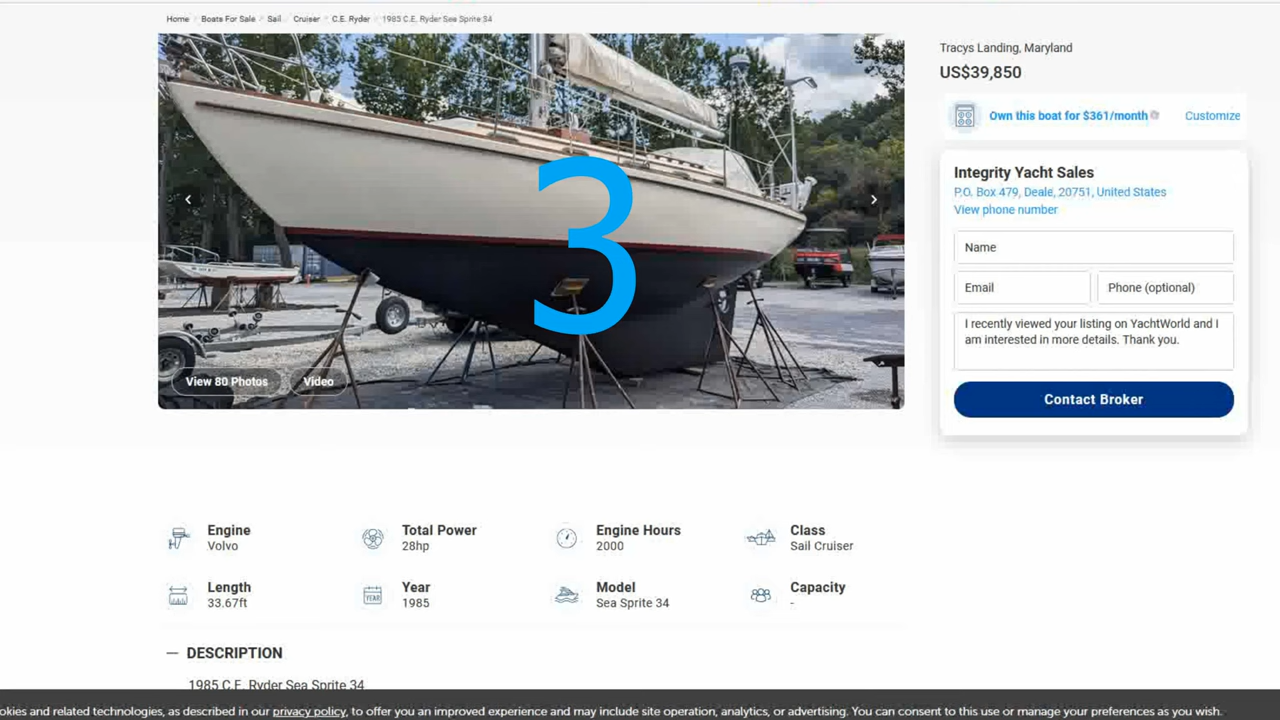 Home / Boats For Sale / Sail / Cruiser / C.E. Ryder / 1985 C.E. Ryder Sea Sprite 34
Tracys Landing, Maryland
US$39,850
Own this boat for $361/month
Customize
Integrity Yacht Sales
P.O. Box 479, Deale, 20751, United States
View phone number
Name
Email
Phone (optional)
I recently viewed your listing on YachtWorld and I
am interested in more details. Thank you.
Contact Broker
3
View 80 Photos
Video
Engine
Volvo
Total Power
28hp
Engine Hours
2000
Class
Sail Cruiser
Length
33.67ft
YEAR
Year
1985
Model
Sea Sprite 34
Capacity
-
— DESCRIPTION
1985 C.E. Ryder Sea Sprite 34
okies and related technologies, as described in our privacy policy, to offer you an improved experience and may include site operation, analytics, or advertising. You can consent to this use or manage your preferences as you wish.